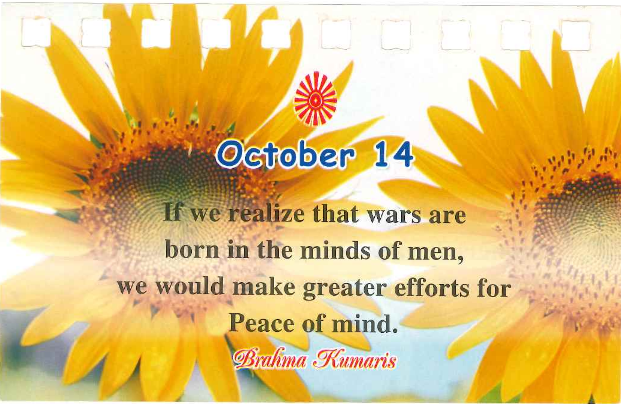 October 14
If we realize that wars are
born in the minds of men,
we would make greater efforts for
Peace of mind.
Brahma Kumaris